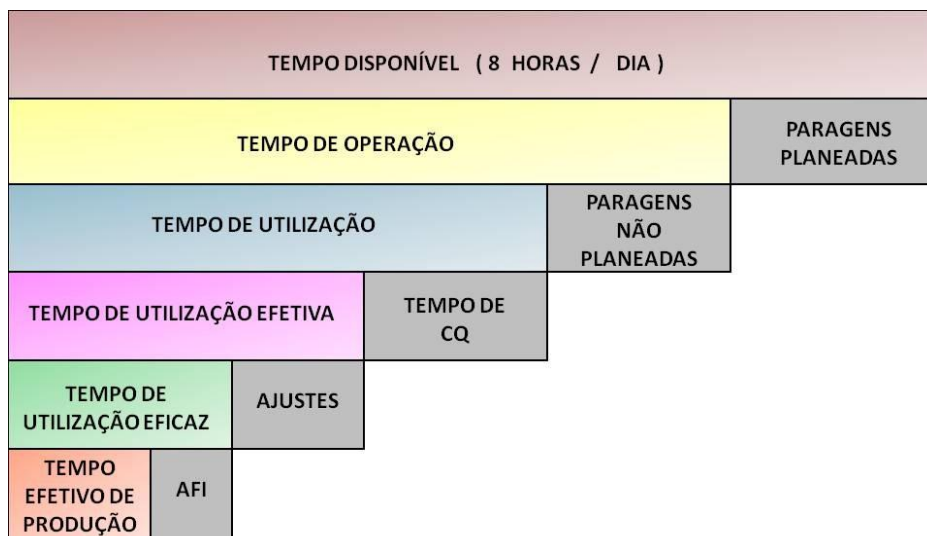 TEMPO DISPONÍVEL ( 8 HORAS / DIA )
TEMPO DE OPERAÇÃO
PARAGENS
PLANEADAS
TEMPO DE UTILIZAÇÃO
PARAGENS
NÃO
PLANEADAS
TEMPO DE UTILIZAÇÃO EFETIVA
TEMPO DE
CQ
TEMPO DE
UTILIZAÇÃO EFICAZ
AJUSTES
TEMPO
EFETIVO DE
PRODUÇÃO
AFI